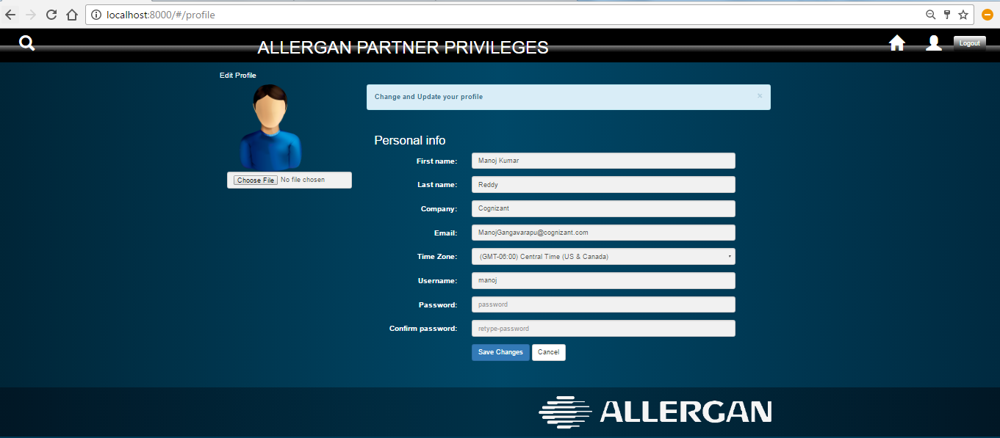 localhost:8000/#/profile
ALLERGAN PARTNER PRIVILEGES
Logout
Edit Profile
Change and Update your profile ×
Choose File No file chosen
Personal info
First name: Manoj Kumar
Last name: Reddy
Company: Cognizant
Email: ManojGangavarapu@cognizant.com
Time Zone: (GMT-06:00) Central Time (US & Canada)
Username: manoj
Password: password
Confirm password: retype-password
Save Changes Cancel
ALLERGAN